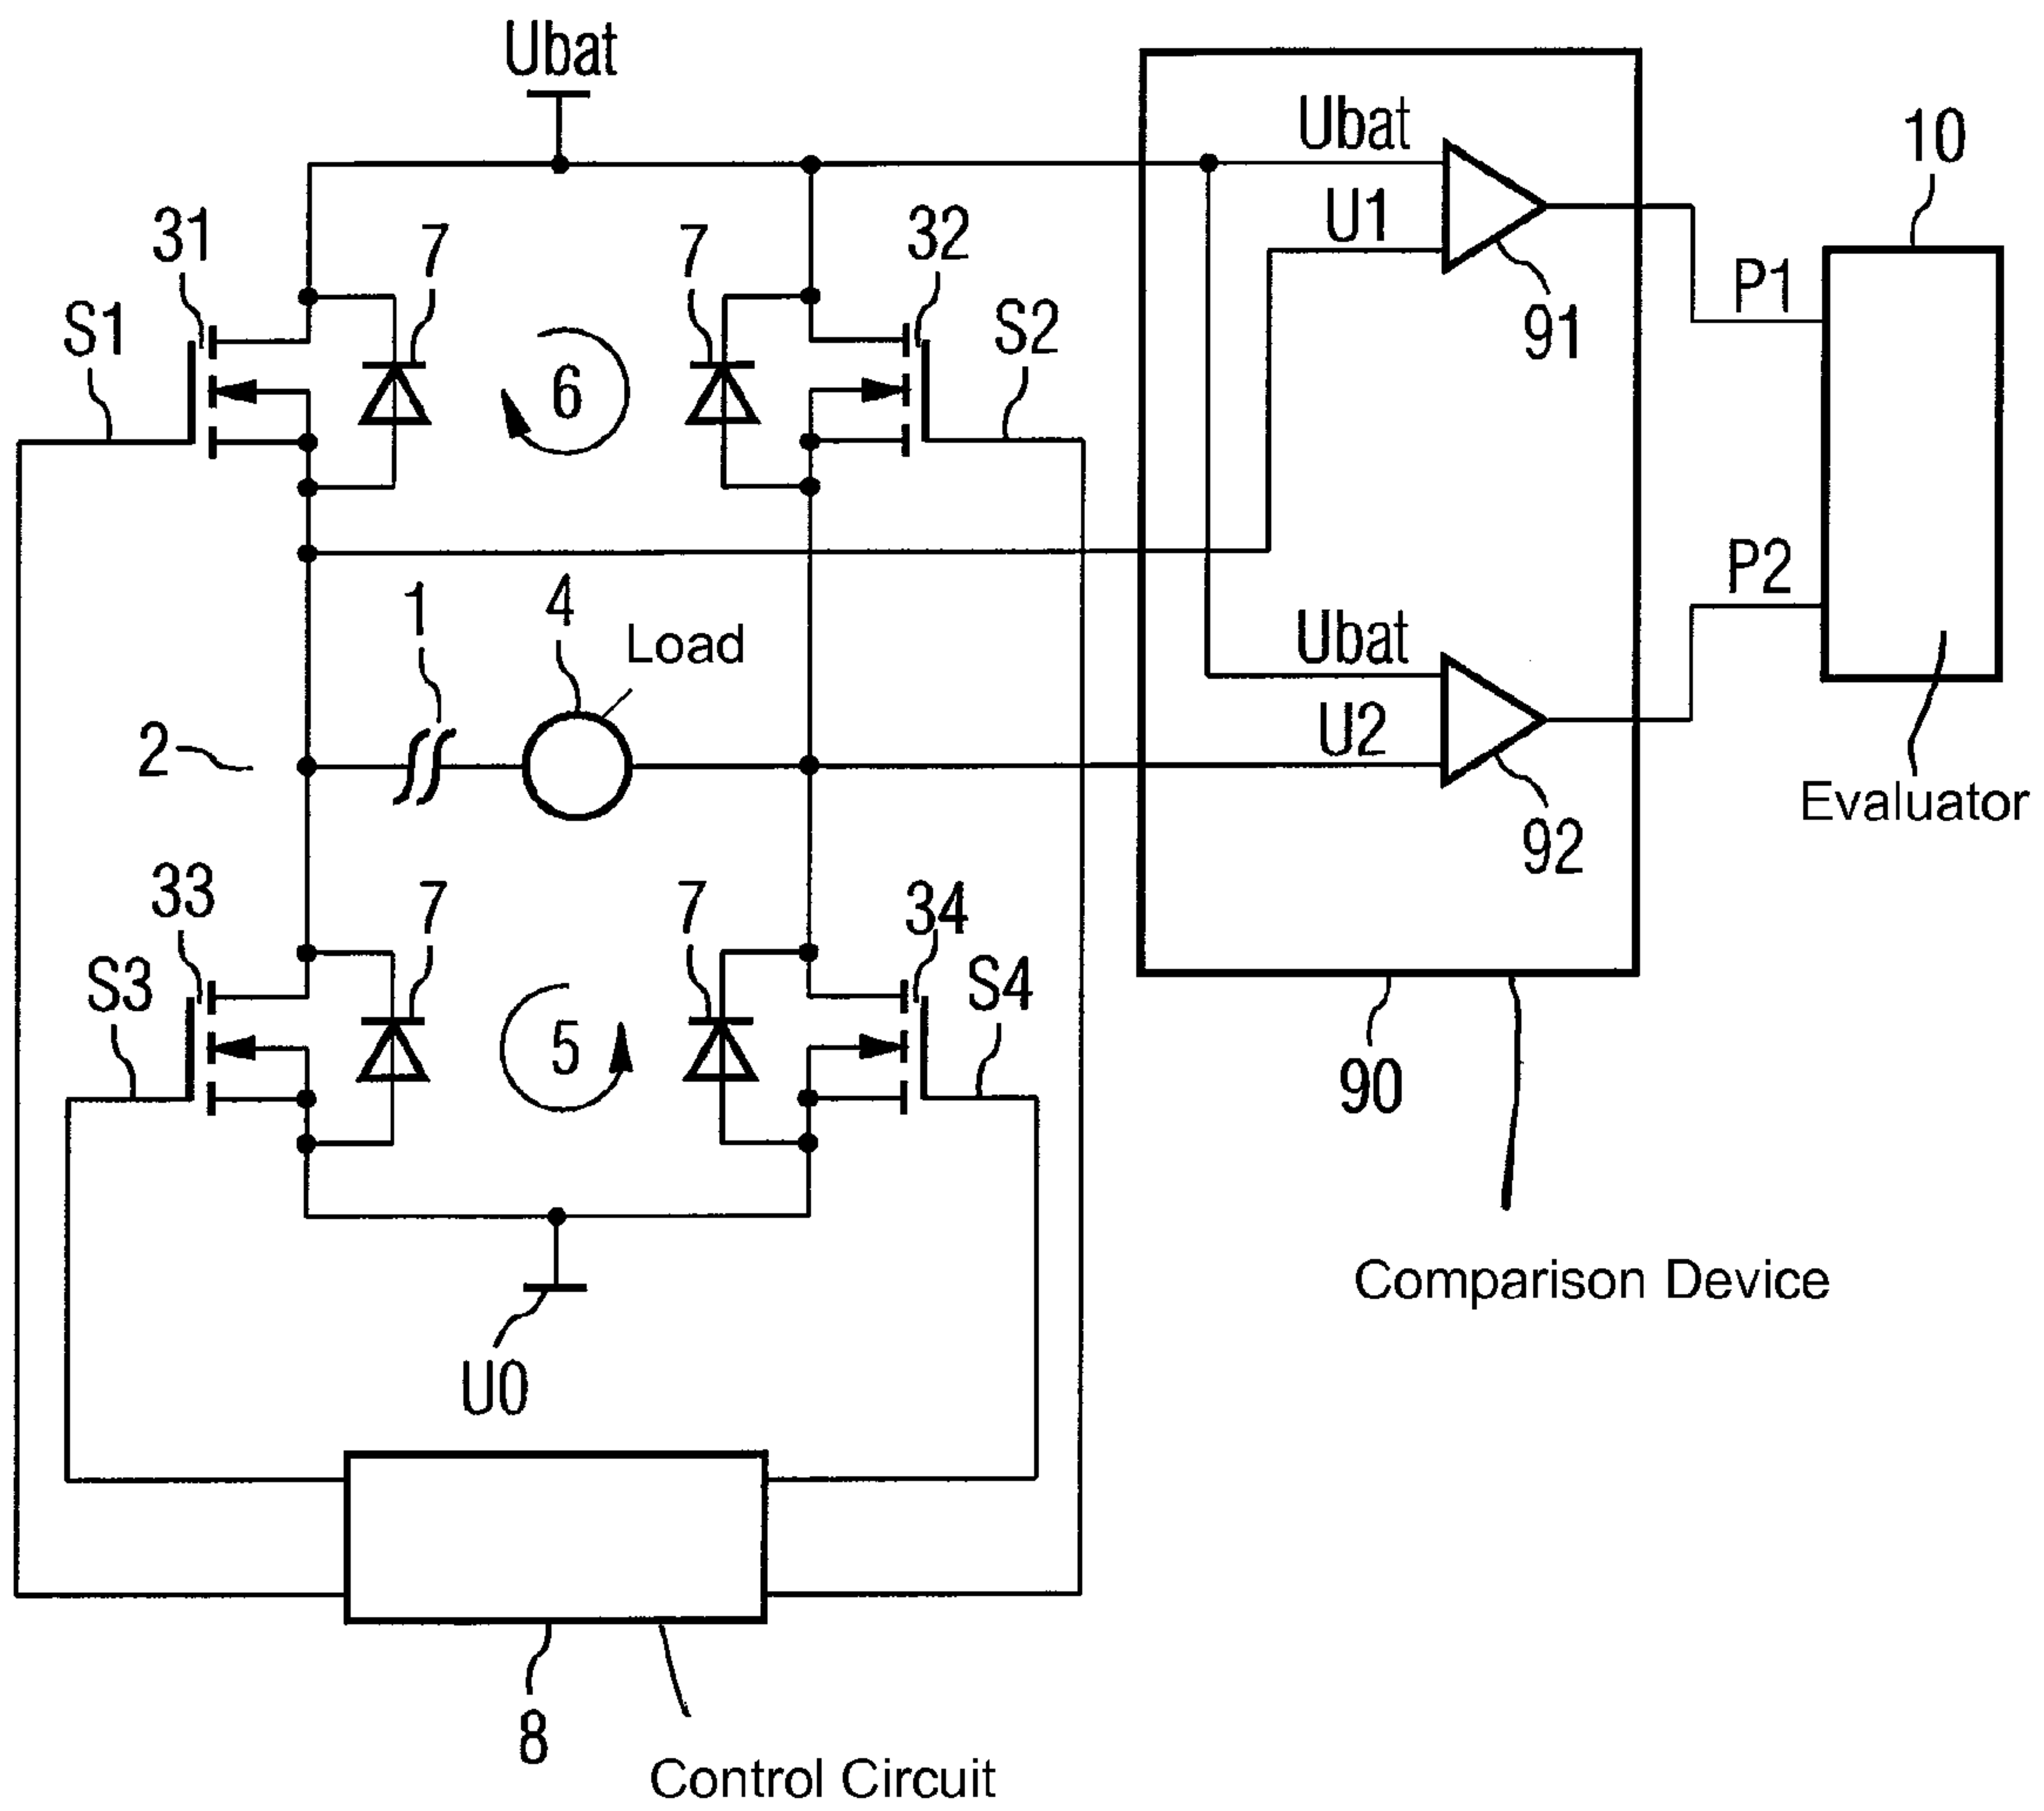 Ubat
Ubat
10
31
7
7
32
U1
S1
S2
P1
91
6
P2
1
4
Load
Ubat
2
U2
Evaluator
92
33
7
7
34
S3
S4
5
90
Comparison Device
U0
8
Control Circuit